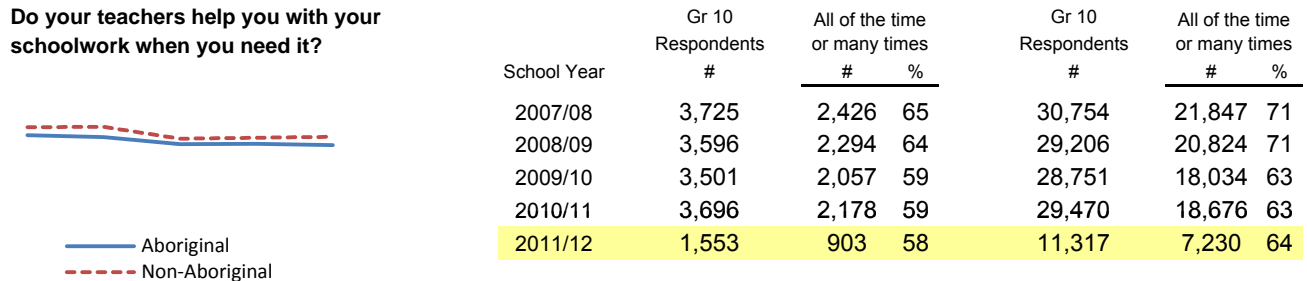 Do your teachers help you with your
schoolwork when you need it?
Aboriginal
Non-Aboriginal
Gr 10 All of the time Gr 10 All of the time
Respondents or many times Respondents or many times
School Year # # % # # %
2007/08 3,725 2,426 65 30,754 21,847 71
2008/09 3,596 2,294 64 29,206 20,824 71
2009/10 3,501 2,057 59 28,751 18,034 63
2010/11 3,696 2,178 59 29,470 18,676 63
2011/12 1,553 903 58 11,317 7,230 64